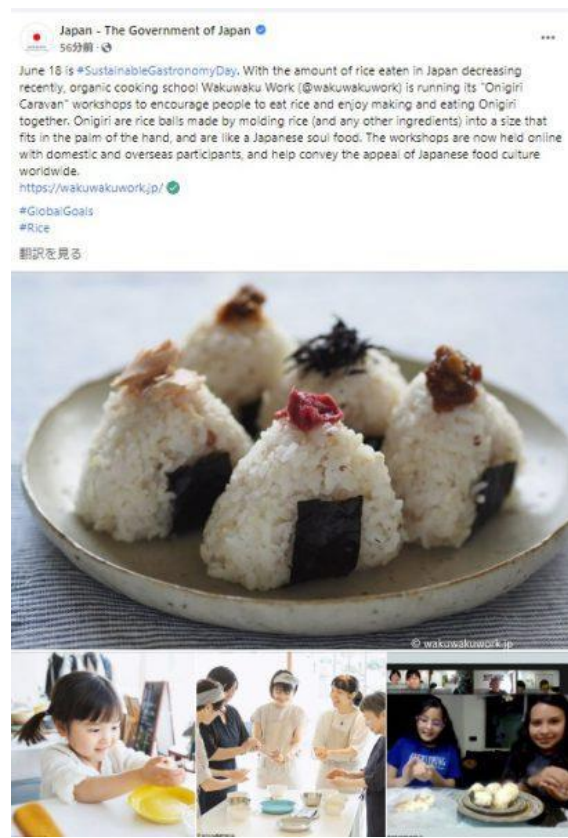 Japan - The Government of Japan
56分前
June 18 is #SustainableGastronomyDay. With the amount of rice eaten in Japan decreasing
recently, organic cooking school Wakuwaku Work (@wakuwakuwork) is running its "Onigiri
Caravan" workshops to encourage people to eat rice and enjoy making and eating Onigiri
together. Onigiri are rice balls made by molding rice (and any other ingredients) into a size that
fits in the palm of the hand, and are like a Japanese soul food. The workshops are now held online
with domestic and overseas participants, and help convey the appeal of Japanese food culture
worldwide.
https://wakuwakuwork.jp/
#GlobalGoals
#Rice
翻訳を見る
© wakuwakuwork.jp